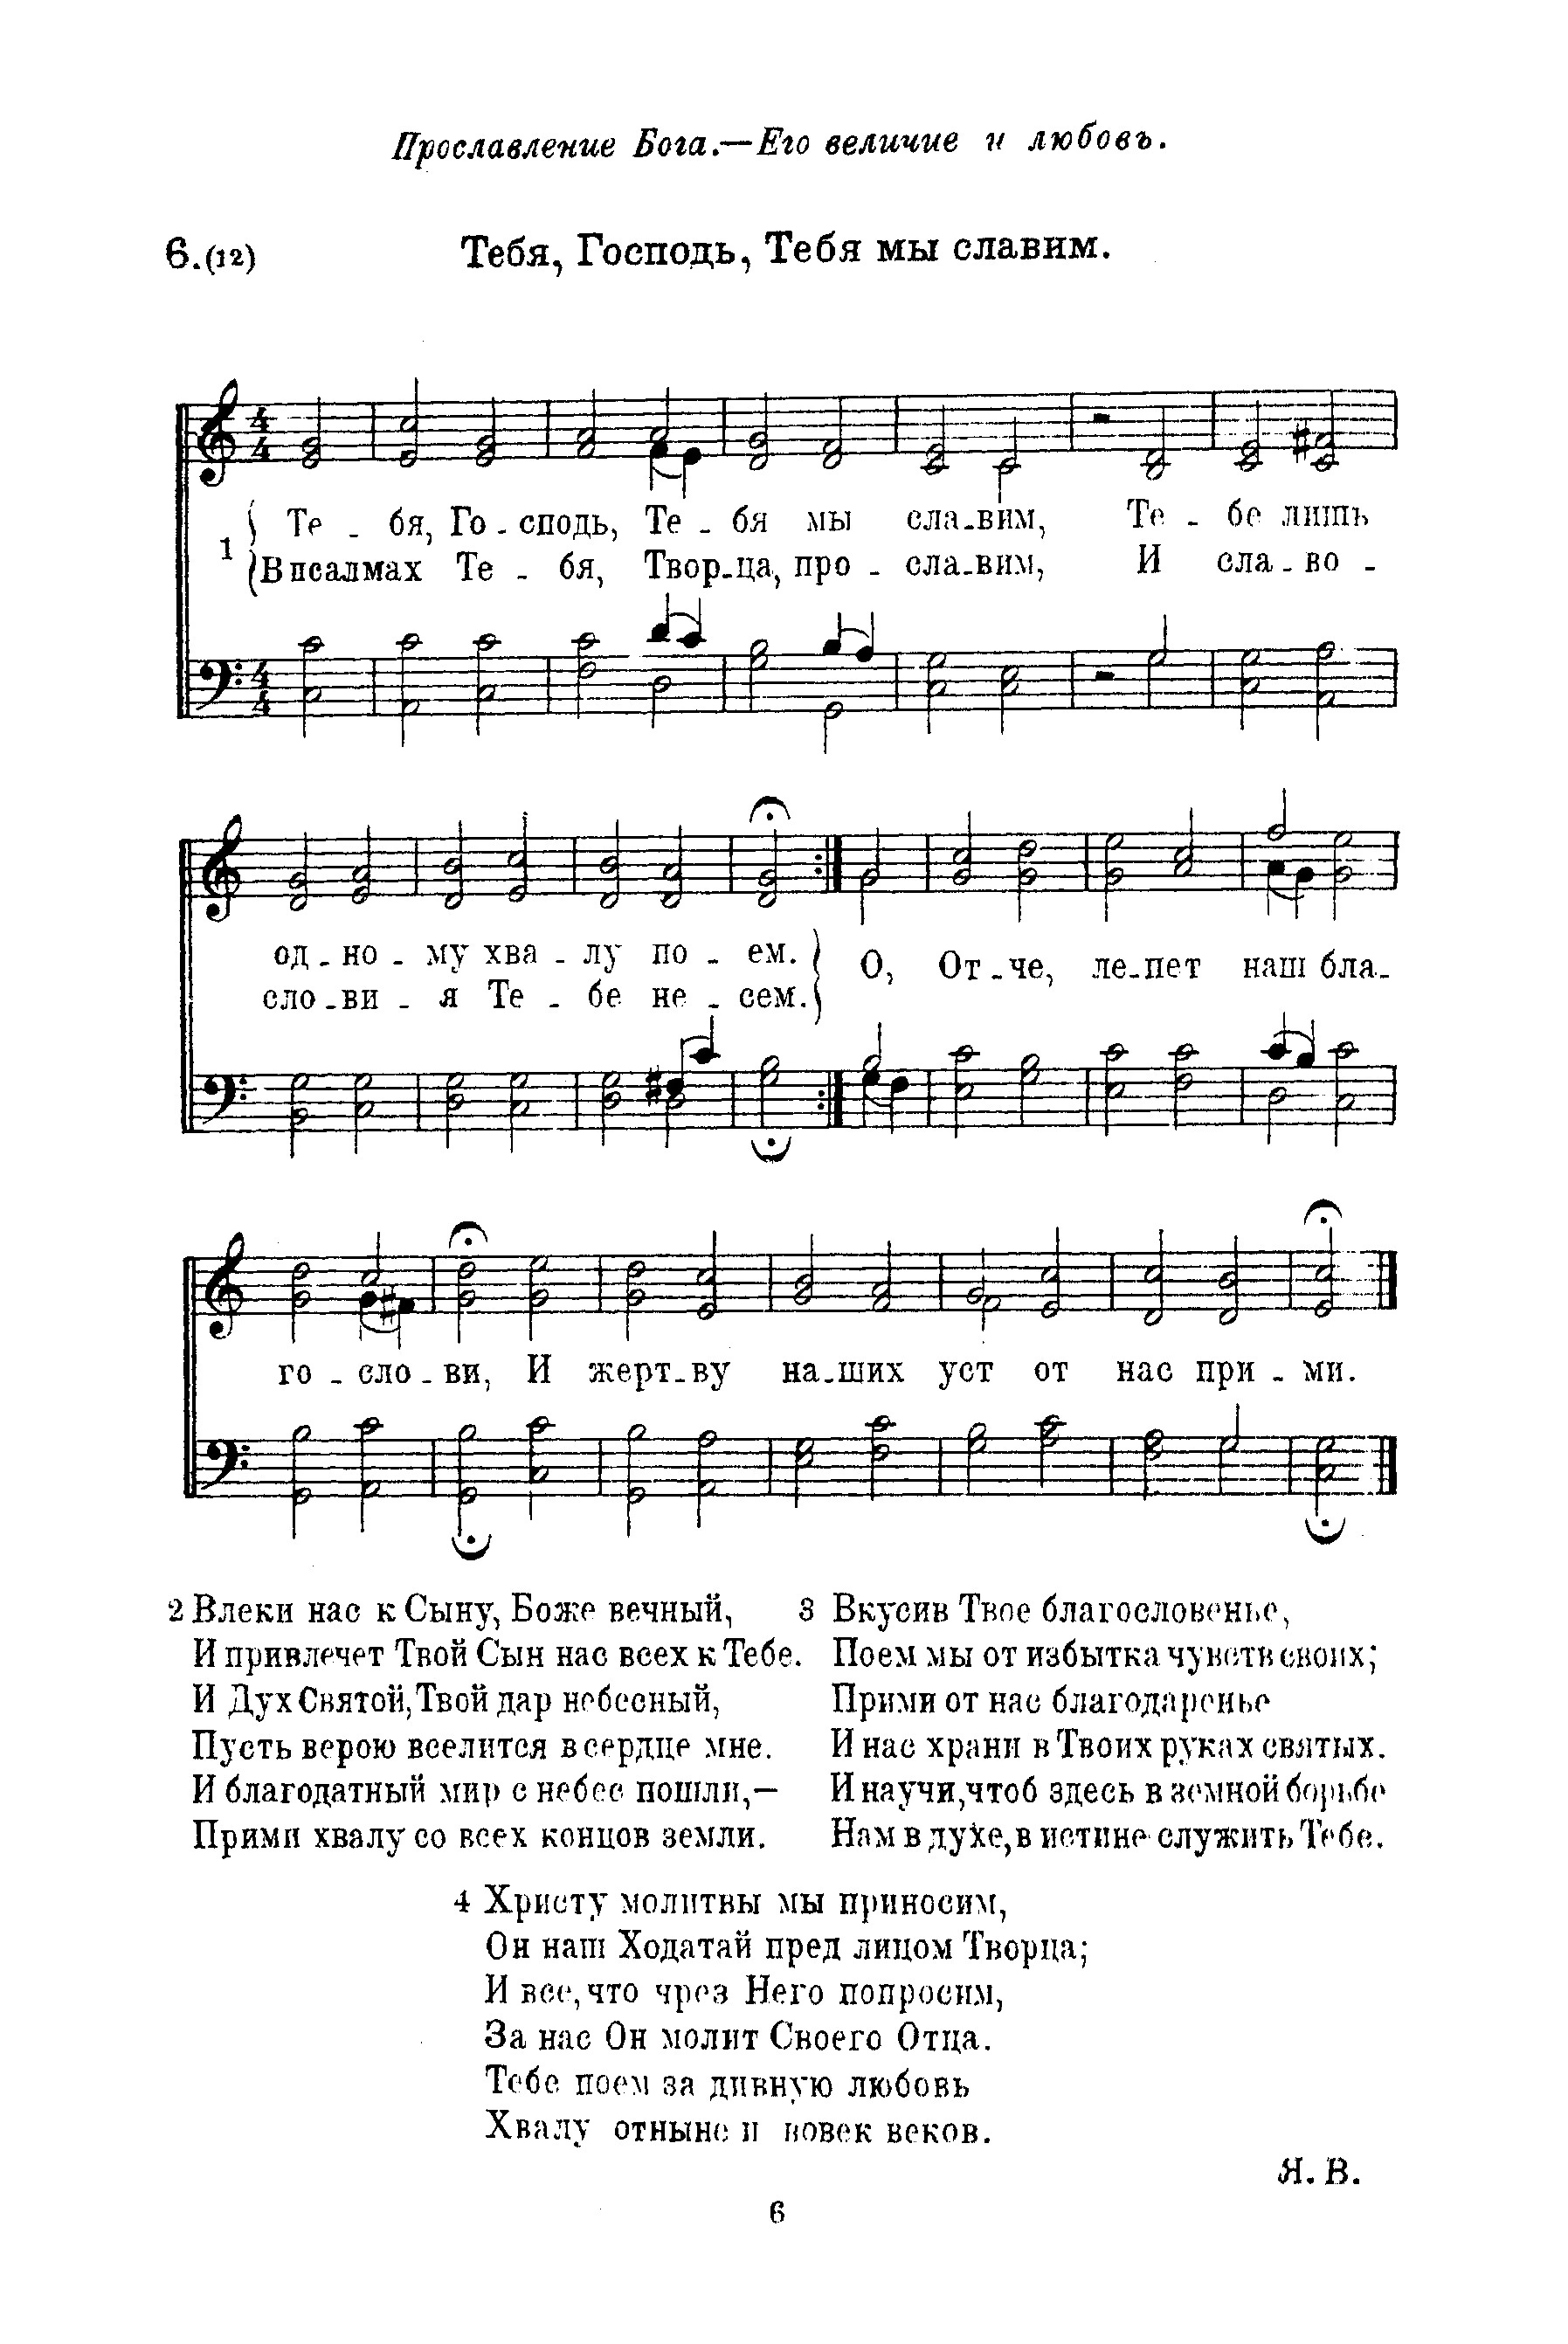 Прославление Бога.—Его величие и любовь.
6.(12) Тебя, Господь, Тебя мы славим.
4 4
1 Те - бя, Го - сподь, Те - бя мы сла-вим, Те - бе лишь
В псалмах Те - бя, Твор-ца, про - сла-вим, И сла - во -
4 4
од - но - му хва - лу по - ем. О, От-че, ле-пет наш бла-
сло-ви - я Те - бе не - сем.
го - сло - ви, И жерт-ву на-ших уст от нас при - ми.
2 Влеки нас к Сыну, Боже вечный,
И привлечет Твой Сын нас всех к Тебе.
И Дух Святой, Твой дар небесный,
Пусть верою вселится в сердце мне.
И благодатный мир с небес пошли,—
Прими хвалу со всех концов земли.
3 Вкусив Твое благословенье,
Поем мы от избытка чувств своих;
Прими от нас благодаренье
И нас храни в Твоих руках святых.
И научи, чтоб здесь в земной борьбе
Нам в духе, в истине служить Тебе.
4 Христу молитвы мы приносим,
Он наш Ходатай пред лицом Творца;
И все, что чрез Него попросим,
За нас Он молит Своего Отца.
Тебе поем за дивную любовь
Хвалу отныне и вовек веков.
Я. В.
6